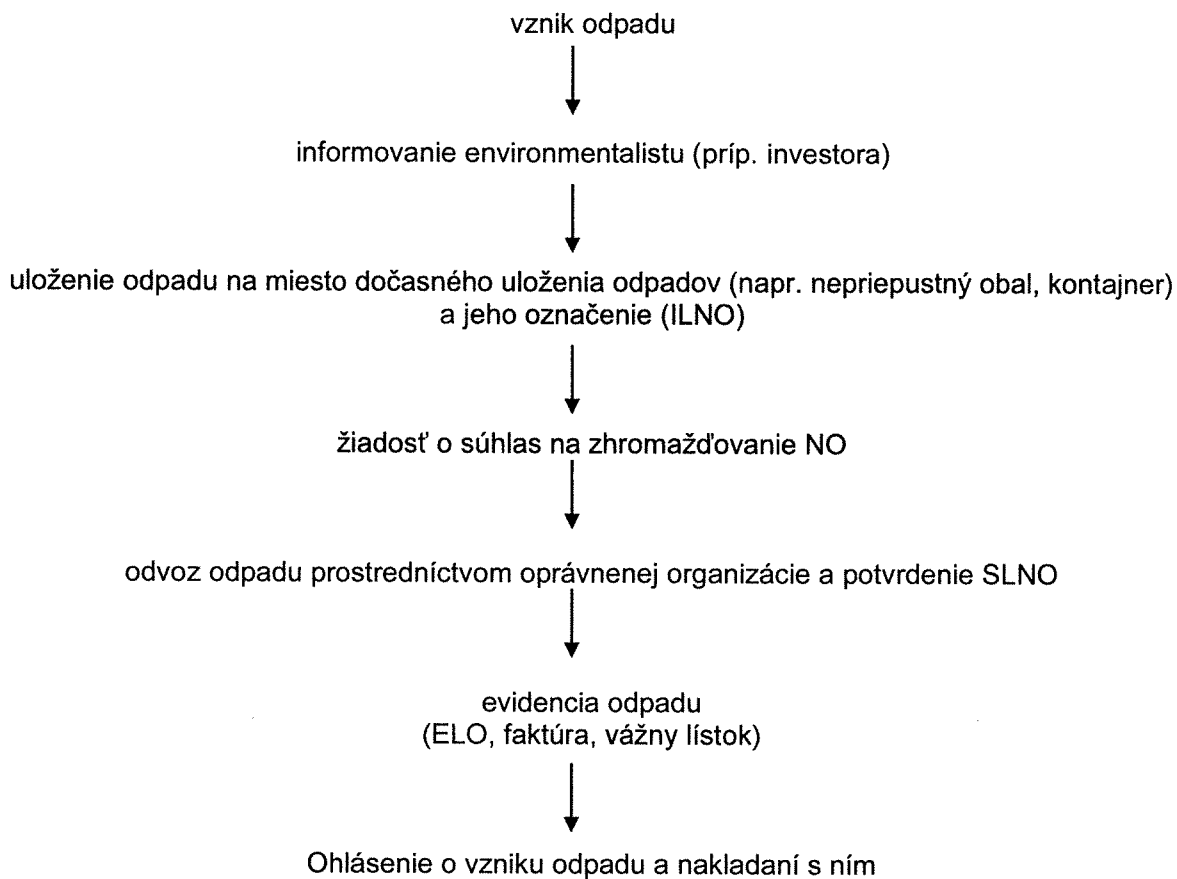 vznik odpadu
informovanie environmentalistu (príp. investora)
uloženie odpadu na miesto dočasného uloženia odpadov (napr. nepriepustný obal, kontajner)
a jeho označenie (ILNO)
žiadosť o súhlas na zhromažďovanie NO
odvoz odpadu prostredníctvom oprávnenej organizácie a potvrdenie SLNO
evidencia odpadu
(ELO, faktúra, vážny lístok)
Ohlásenie o vzniku odpadu a nakladaní s ním